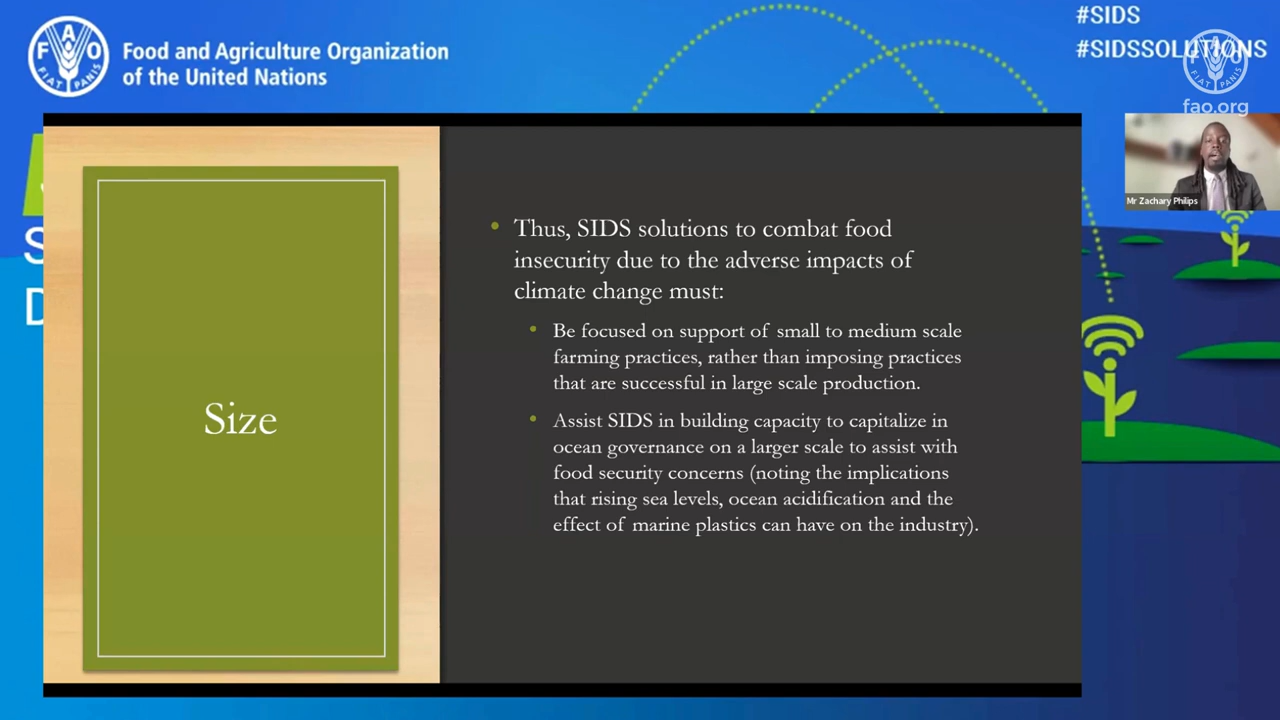 #SIDS
#SIDSSOLUTIONS
FAO
FIAT PANIS
Food and Agriculture Organization
of the United Nations
FAO
FIAT PANIS
fao.org
Mr Zachary Philips
S
D
Size
• Thus, SIDS solutions to combat food
insecurity due to the adverse impacts of
climate change must:
• Be focused on support of small to medium scale
farming practices, rather than imposing practices
that are successful in large scale production.
• Assist SIDS in building capacity to capitalize in
ocean governance on a larger scale to assist with
food security concerns (noting the implications
that rising sea levels, ocean acidification and the
effect of marine plastics can have on the industry).